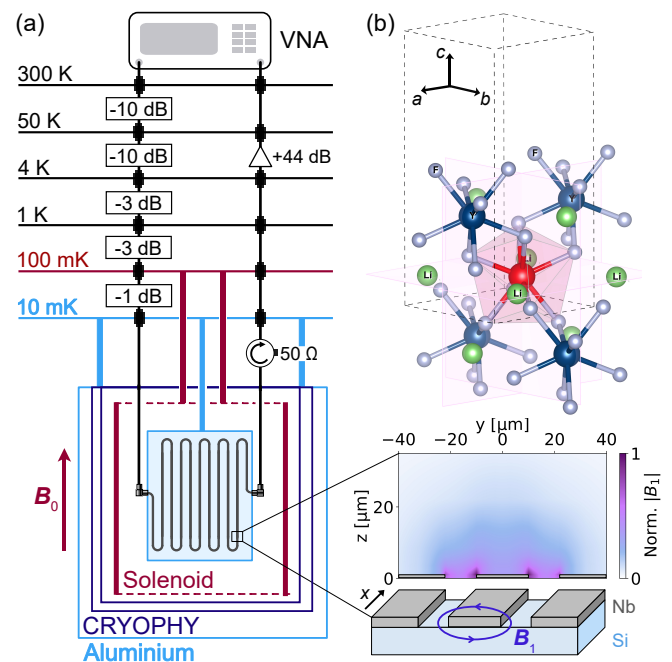 (a)
VNA
300 K
-10 dB
50 K
-10 dB
+44 dB
4 K
-3 dB
1 K
-3 dB
100 mK
-1 dB
10 mK
50 Ω
B0
Solenoid
CRYOPHY
Aluminium
(b)
c
a
b
F
Y
Li
Li
Li
Li
y [μm]
−40 −20 0 20 40
z [μm]
20
0
1
0
Norm. |B1|
x
Nb
B1
Si